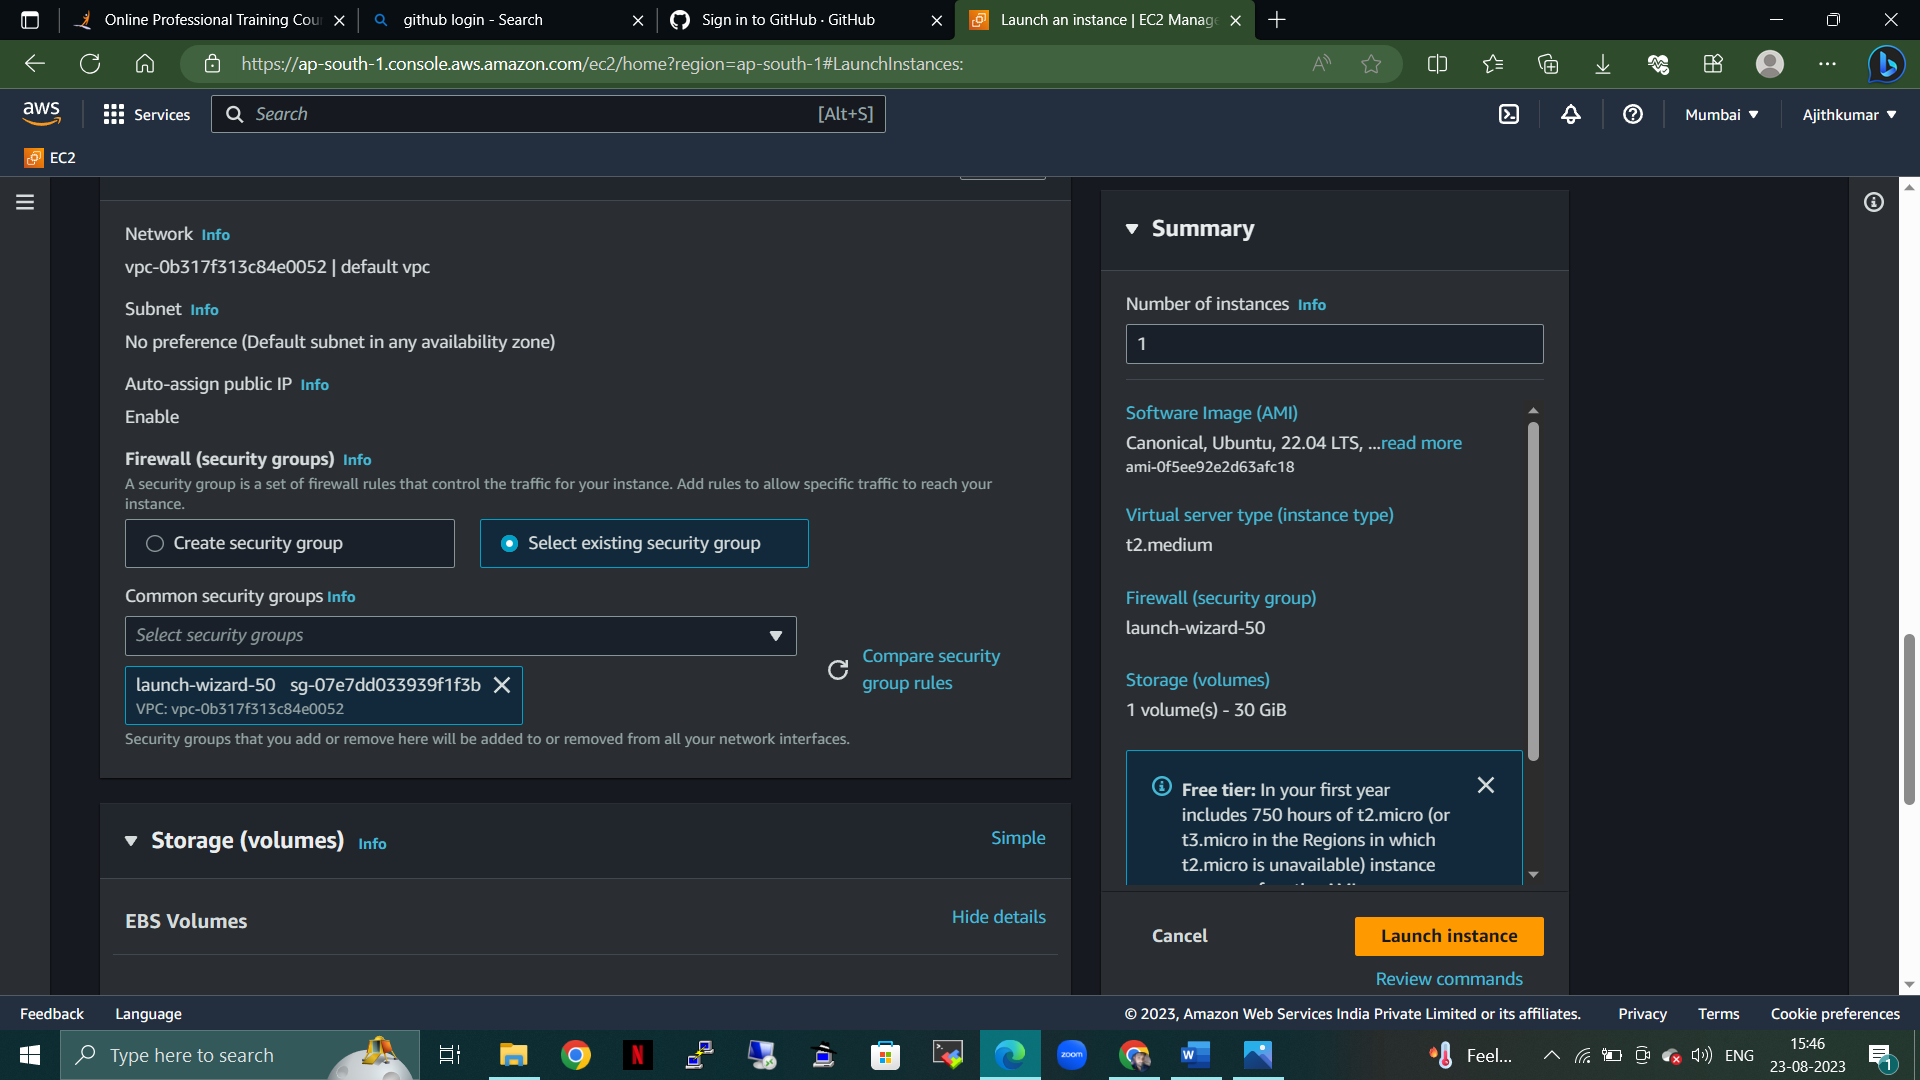 Online Professional Training Cou
github login - Search
Sign in to GitHub · GitHub
Launch an instance | EC2 Manage
https://ap-south-1.console.aws.amazon.com/ec2/home?region=ap-south-1#LaunchInstances:
aws
Services
Search
[Alt+S]
Mumbai
Ajithkumar
EC2
Network Info
vpc-0b317f313c84e0052 | default vpc
Subnet Info
No preference (Default subnet in any availability zone)
Auto-assign public IP Info
Enable
Firewall (security groups) Info
A security group is a set of firewall rules that control the traffic for your instance. Add rules to allow specific traffic to reach your
instance.
Create security group
Select existing security group
Common security groups Info
Select security groups
launch-wizard-50 sg-07e7dd033939f1f3b
VPC: vpc-0b317f313c84e0052
Compare security
group rules
Security groups that you add or remove here will be added to or removed from all your network interfaces.
Storage (volumes) Info
Simple
EBS Volumes
Hide details
Summary
Number of instances Info
1
Software Image (AMI)
Canonical, Ubuntu, 22.04 LTS, ...read more
ami-0f5ee92e2d63afc18
Virtual server type (instance type)
t2.medium
Firewall (security group)
launch-wizard-50
Storage (volumes)
1 volume(s) - 30 GiB
Free tier: In your first year
includes 750 hours of t2.micro (or
t3.micro in the Regions in which
t2.micro is unavailable) instance
Cancel
Launch instance
Review commands
Feedback
Language
© 2023, Amazon Web Services India Private Limited or its affiliates.
Privacy
Terms
Cookie preferences
Type here to search
zoom
Feel...
ENG
15:46
23-08-2023
1